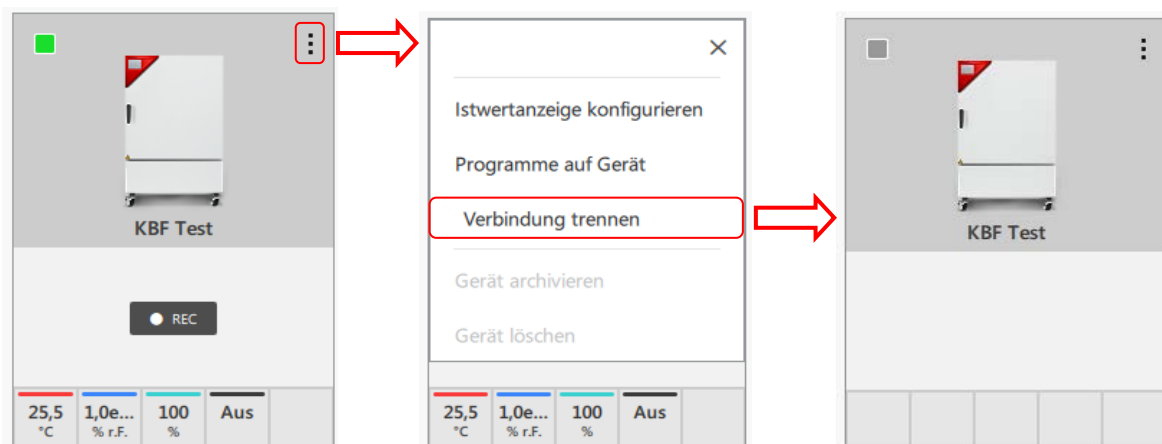 KBF Test
REC
25,5 1,0e... 100 Aus
°C % r.F. %
Istwertanzeige konfigurieren
Programme auf Gerät
Verbindung trennen
Gerät archivieren
Gerät löschen
25,5 1,0e... 100 Aus
°C % r.F. %
KBF Test